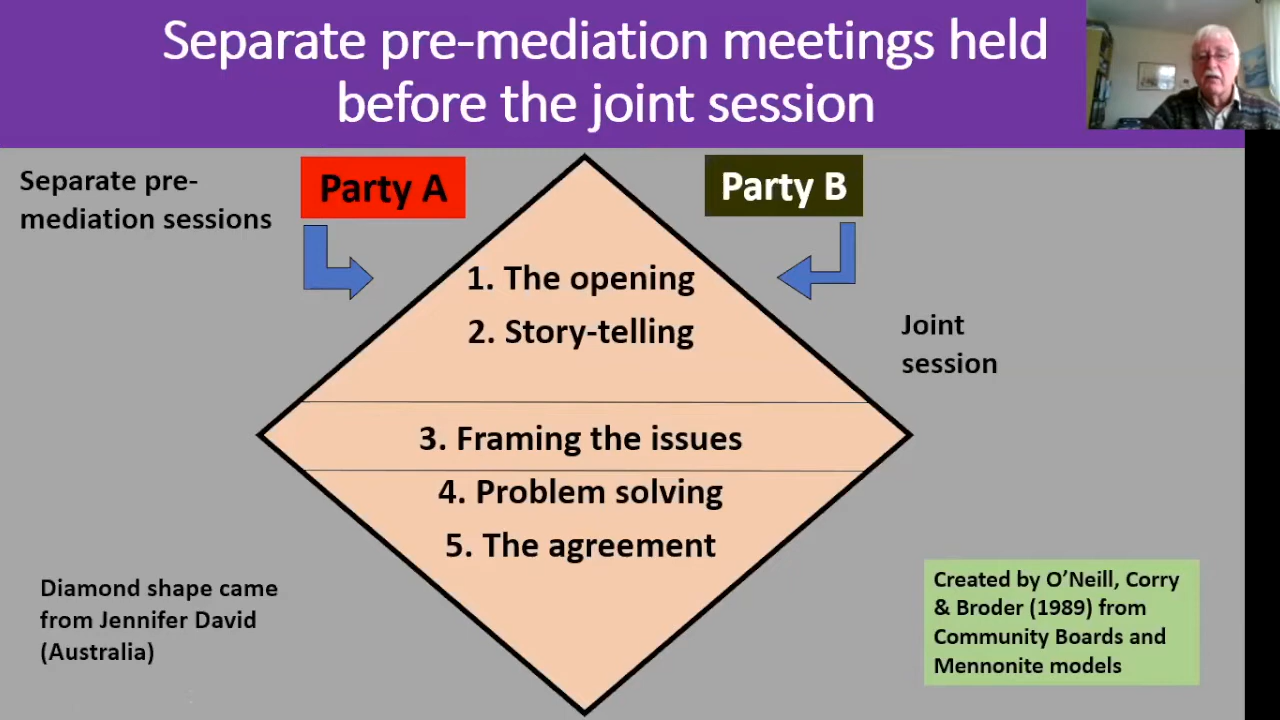 Separate pre-mediation meetings held
before the joint session
Separate pre-
mediation sessions
Party A
Party B
1. The opening
2. Story-telling
Joint
session
3. Framing the issues
4. Problem solving
5. The agreement
Diamond shape came
from Jennifer David
(Australia)
Created by O’Neill, Corry
& Broder (1989) from
Community Boards and
Mennonite models